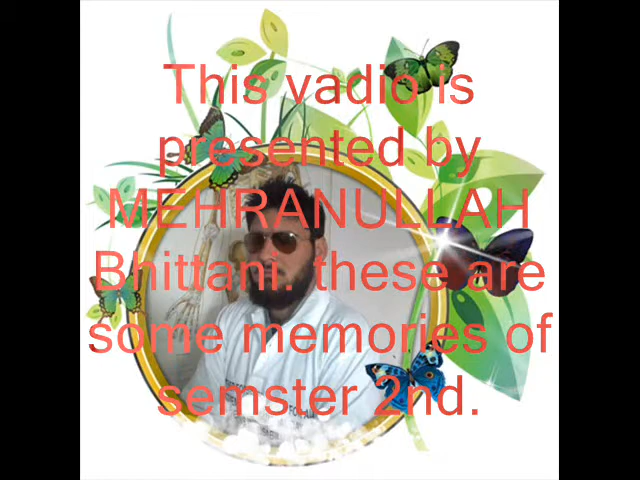 This vadio is
presented by
MEHRANULLAH
Bhittani. these are
some memories of
semster 2nd.